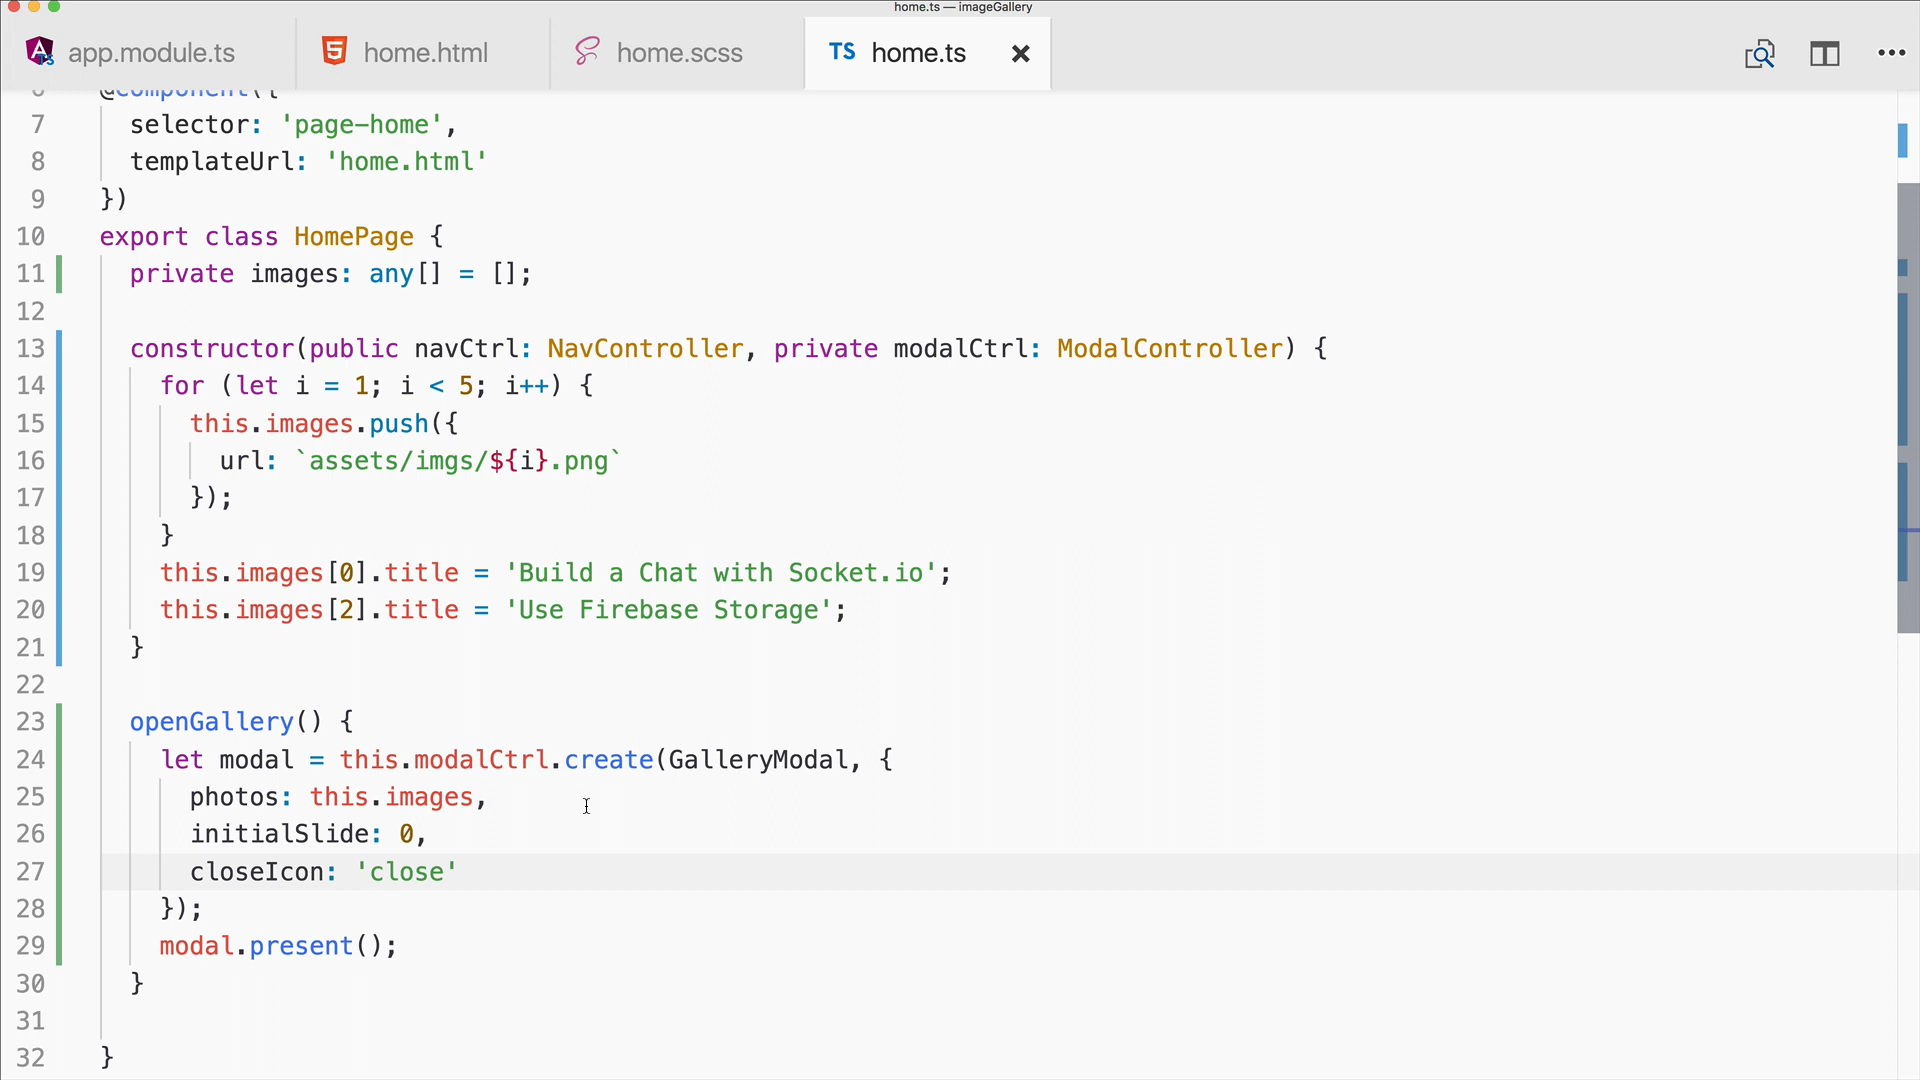 home.ts — imageGallery
app.module.ts home.html home.scss TS home.ts
6 @Component({
7 selector: 'page-home',
8 templateUrl: 'home.html'
9 })
10 export class HomePage {
11 private images: any[] = [];
12
13 constructor(public navCtrl: NavController, private modalCtrl: ModalController) {
14 for (let i = 1; i < 5; i++) {
15 this.images.push({
16 url: `assets/imgs/${i}.png`
17 });
18 }
19 this.images[0].title = 'Build a Chat with Socket.io';
20 this.images[2].title = 'Use Firebase Storage';
21 }
22
23 openGallery() {
24 let modal = this.modalCtrl.create(GalleryModal, {
25 photos: this.images,
26 initialSlide: 0,
27 closeIcon: 'close'
28 });
29 modal.present();
30 }
31
32 }